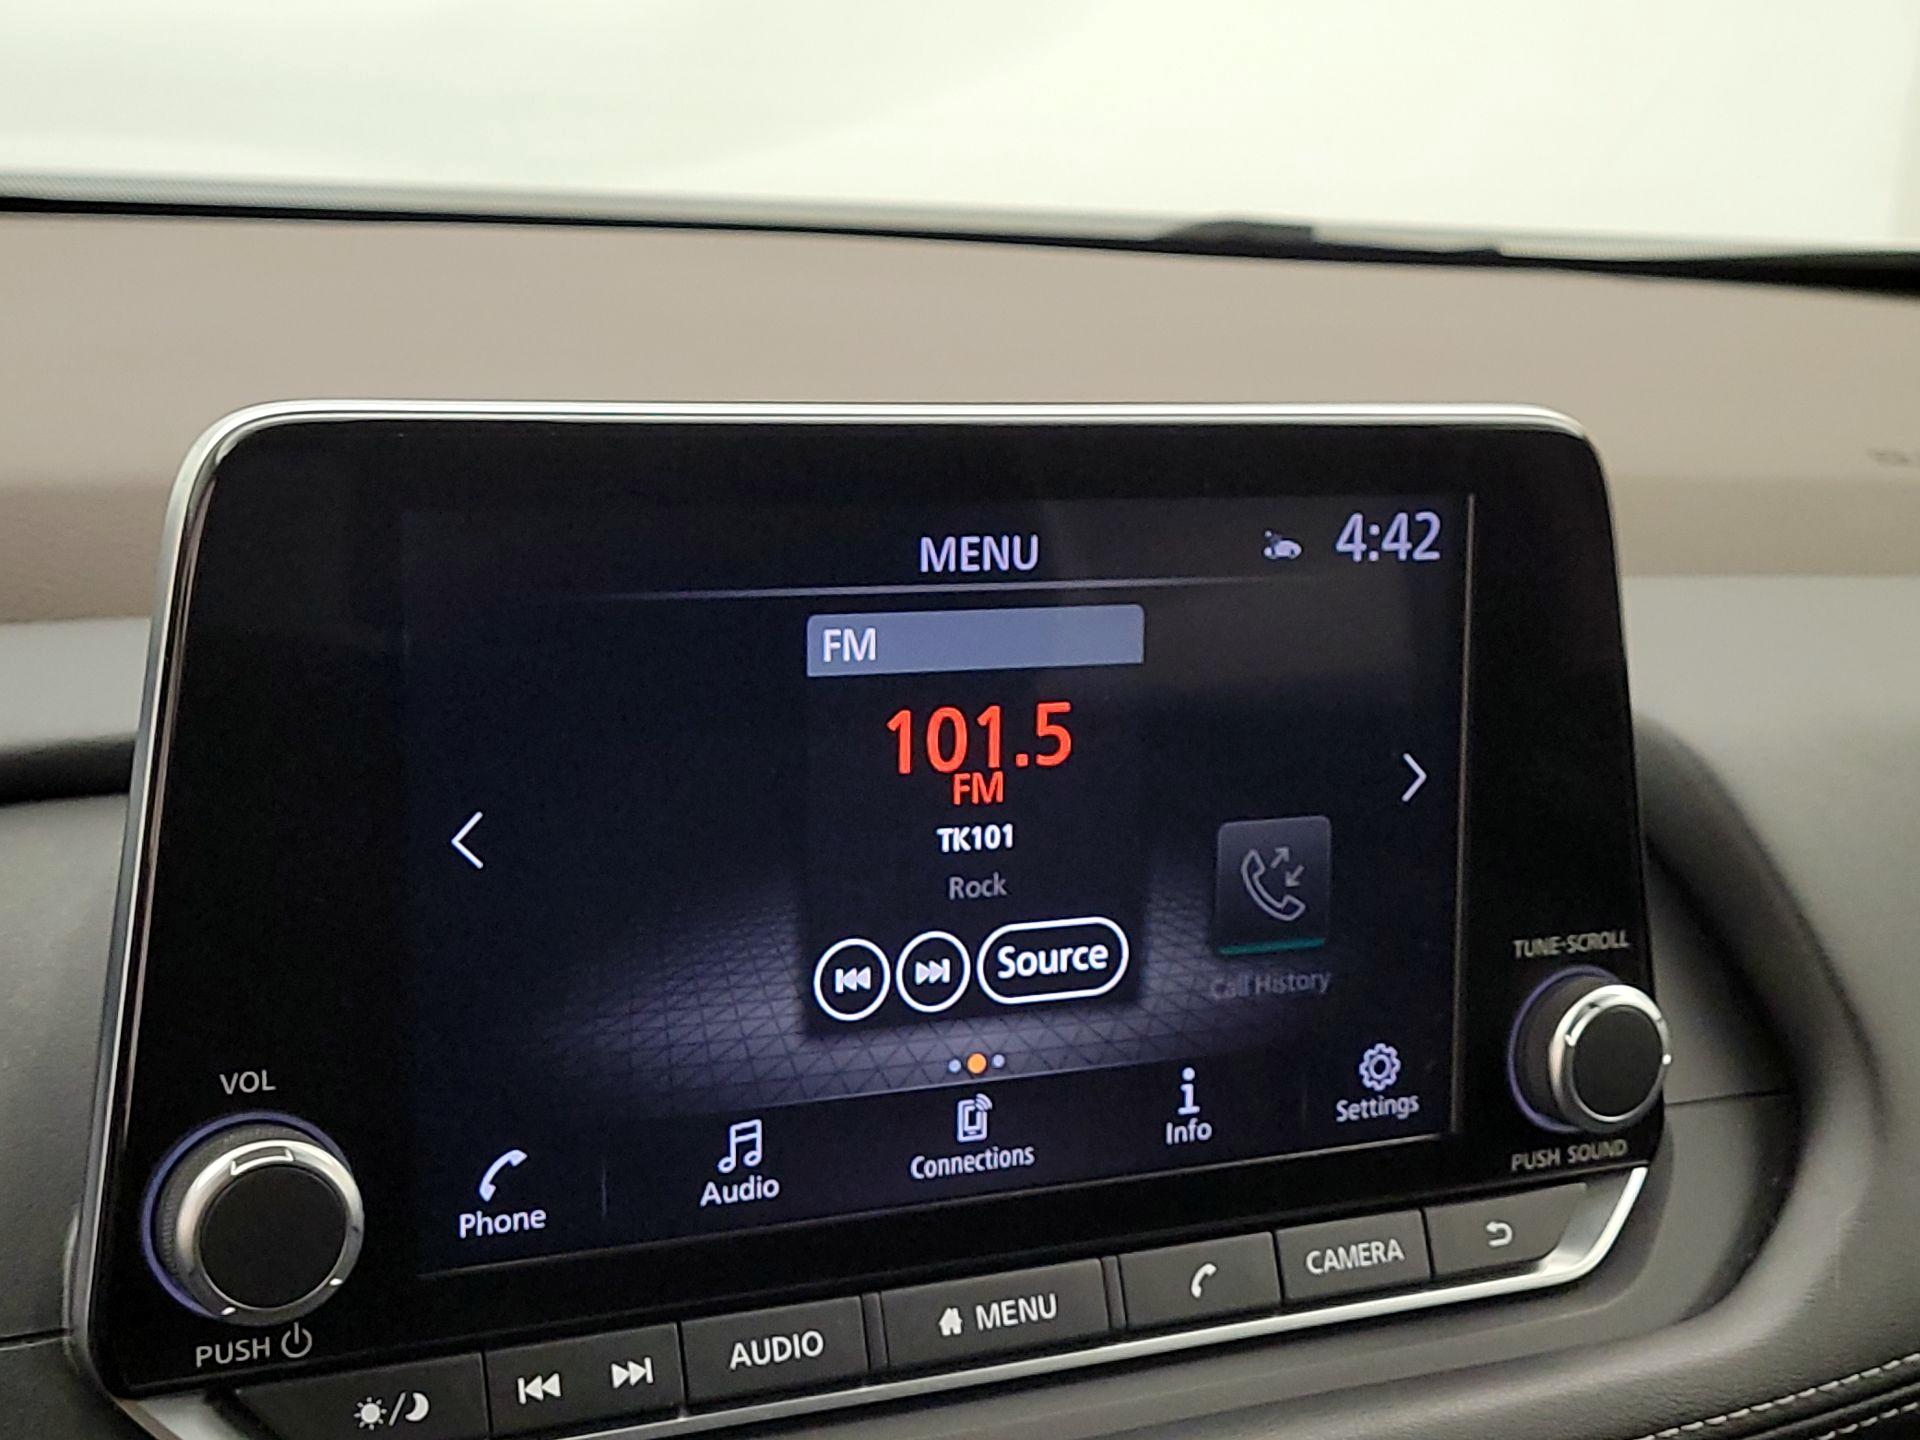 MENU
4:42
FM
101.5
FM
TK101
Rock
Source
Call History
TUNE·SCROLL
PUSH SOUND
VOL
PUSH
Phone
Audio
Connections
Info
Settings
AUDIO
MENU
CAMERA